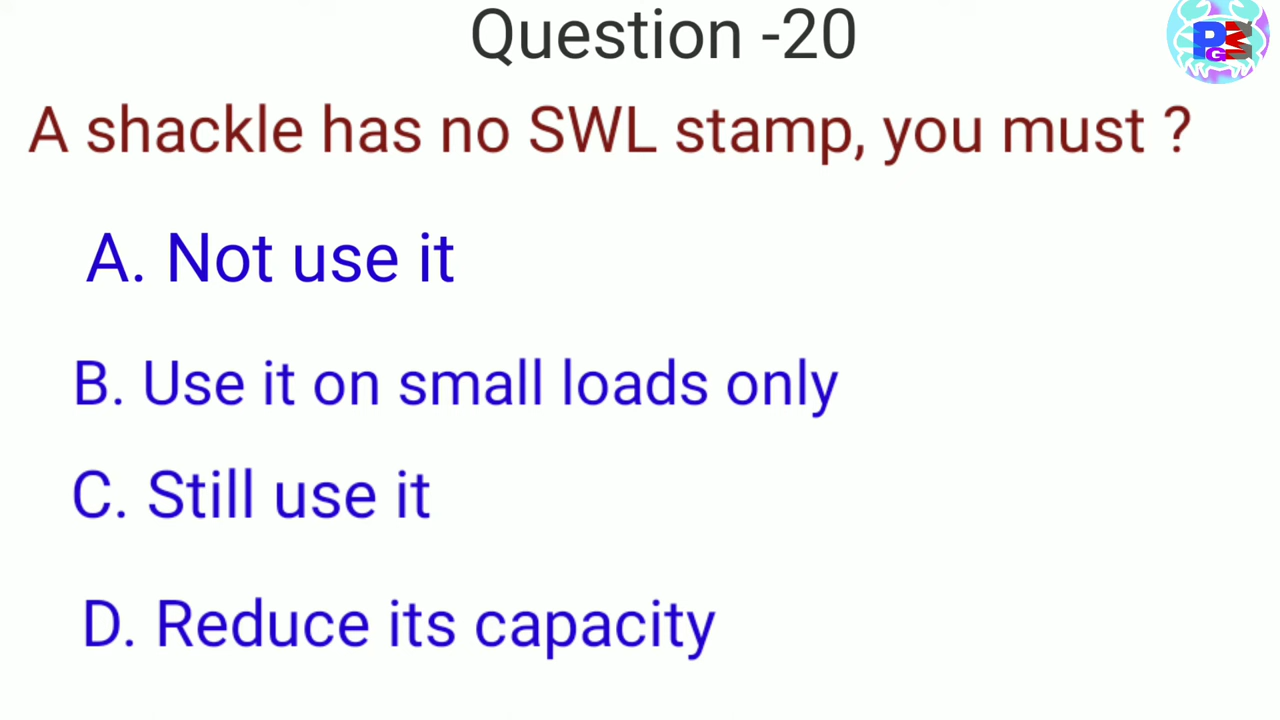 Question -20
A shackle has no SWL stamp, you must ?
A. Not use it
B. Use it on small loads only
C. Still use it
D. Reduce its capacity